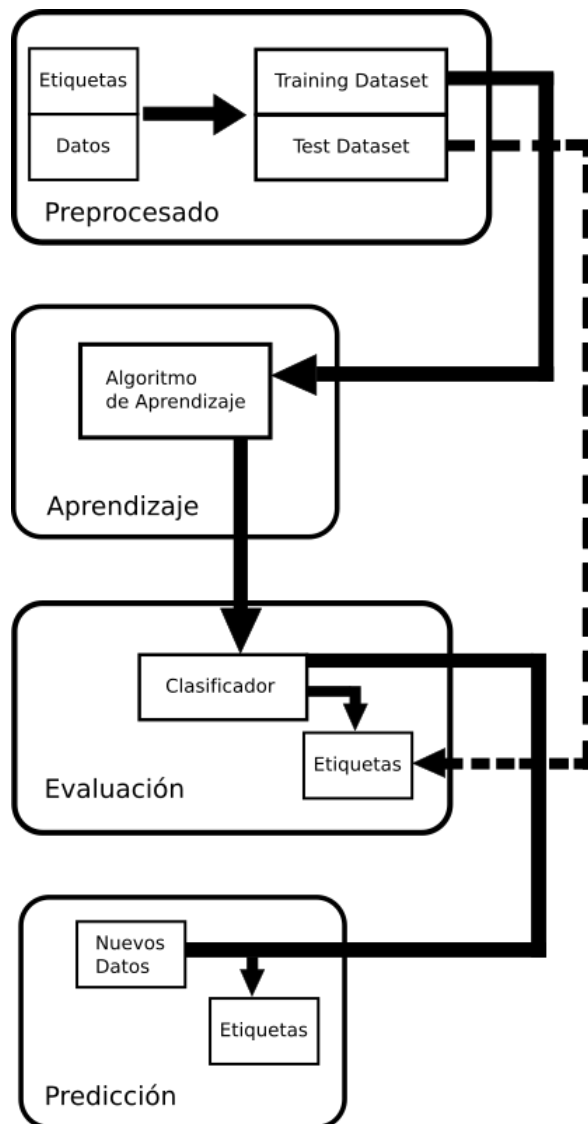 Etiquetas
Datos
Training Dataset
Test Dataset
Preprocesado
Algoritmo
de Aprendizaje
Aprendizaje
Clasificador
Etiquetas
Evaluación
Nuevos
Datos
Etiquetas
Predicción